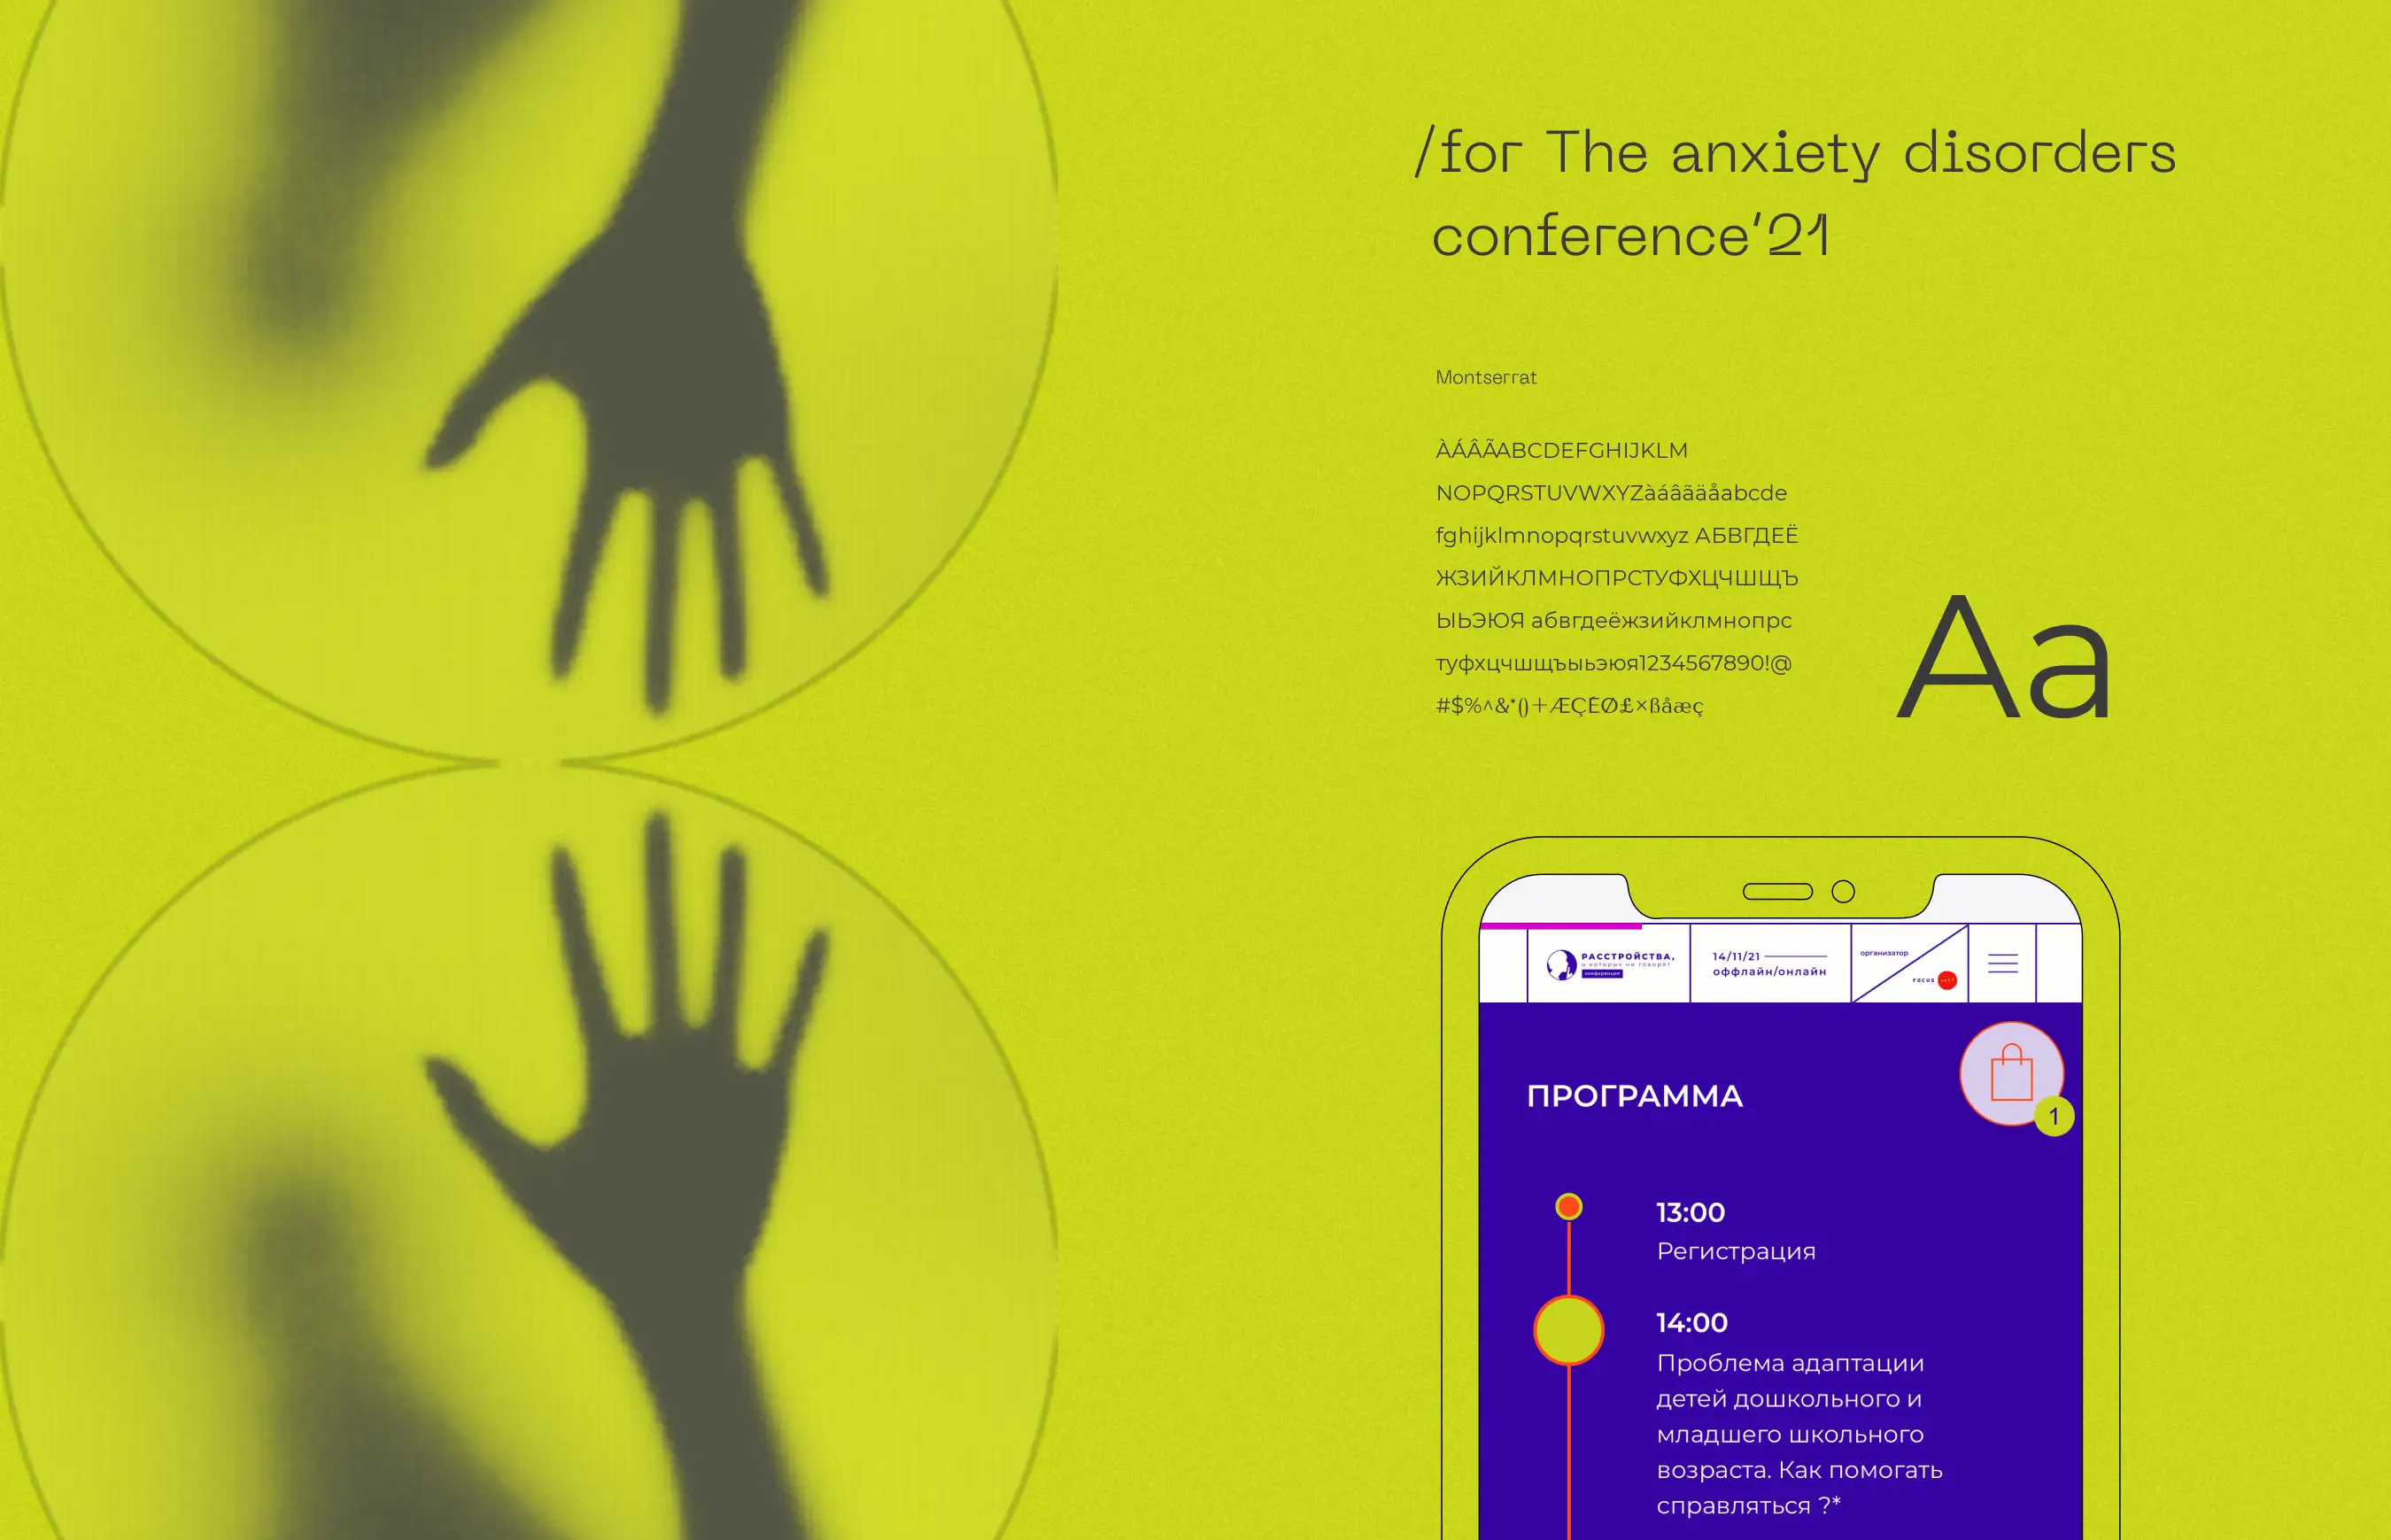 /for The anxiety disorders
conference'21
Montserrat
ÀÁÂÃABCDEFGHIJKLM
NOPQRSTUVWXYZàáâãäåabcde
fghijklmnopqrstuvwxyz АБВГДЕЁ
ЖЗИЙКЛМНОПРСТУФХЦЧШЩЪ
ЫЬЭЮЯ абвгдеёжзийклмнопрс
туфхцчшщъыьэюя1234567890!@
#$%^&*()+ÆÇÈØ£×ßåæç
Aa
РАССТРОЙСТВА,
о которых не говорят
конференция
14/11/21
оффлайн/онлайн
организатор
FOCUS
ПРОГРАММА
1
13:00
Регистрация
14:00
Проблема адаптации
детей дошкольного и
младшего школьного
возраста. Как помогать
справляться ?*